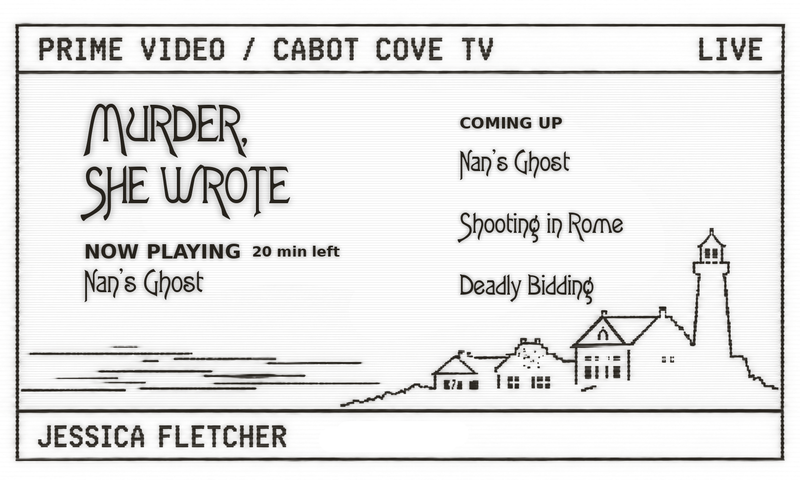 PRIME VIDEO / CABOT COVE TV
LIVE
MURDER,
SHE WROTE
NOW PLAYING 20 min left
Nan's Ghost
COMING UP
Nan's Ghost
Shooting in Rome
Deadly Bidding
JESSICA FLETCHER